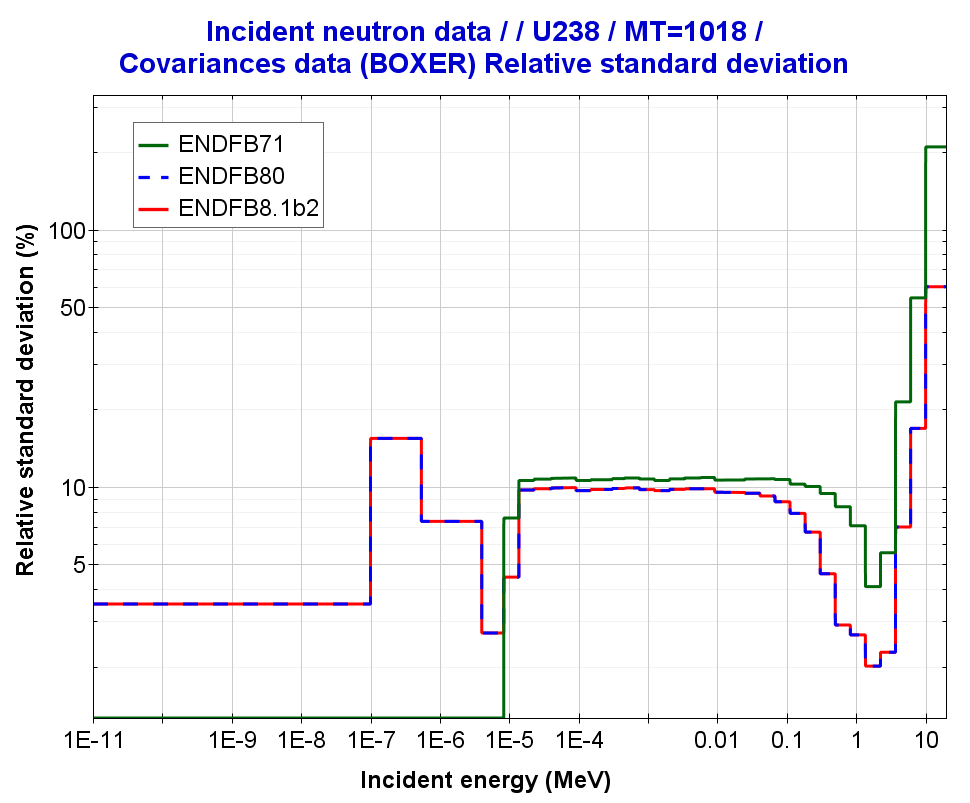 Incident neutron data / / U238 / MT=1018 /
Covariances data (BOXER) Relative standard deviation
ENDFB71
ENDFB80
ENDFB8.1b2
Relative standard deviation (%)
100
50
10
5
1E-11 1E-9 1E-8 1E-7 1E-6 1E-5 1E-4 0.01 0.1 1 10
Incident energy (MeV)